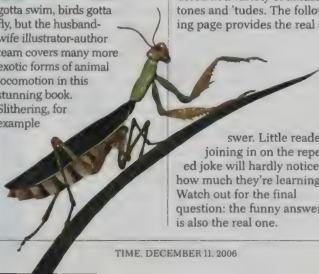 gotta swim, birds gotta
fly, but the husband-
wife illustrator-author
team covers many more
exotic forms of animal
locomotion in this
stunning book.
Slithering, for
example
tones and 'tudes. The follow
ing page provides the real
swer. Little reade
joining in on the repe
ed joke will hardly notice
how much they're learning
Watch out for the final
question: the funny answer
is also the real one.
TIME, DECEMBER 11, 2006